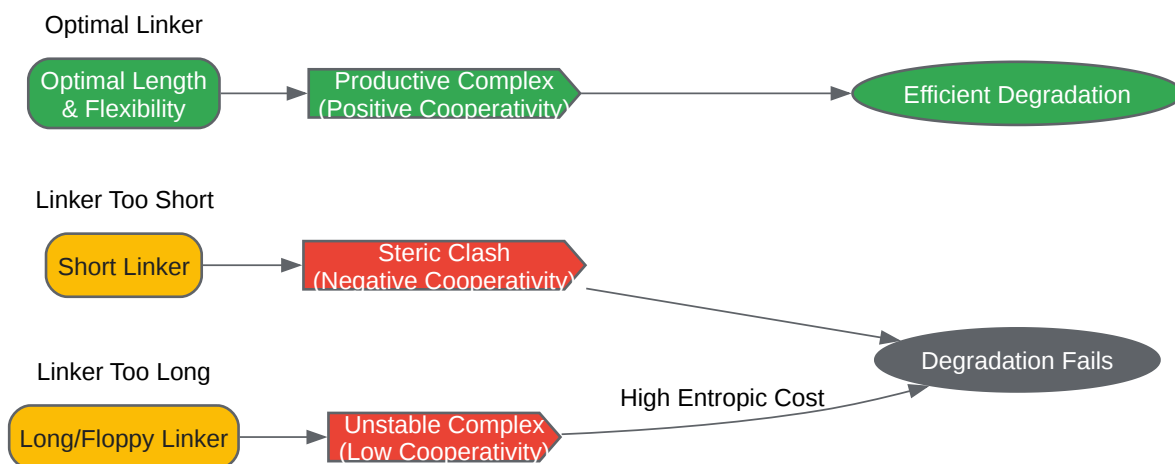 Optimal Linker
Optimal Length
& Flexibility
Productive Complex
(Positive Cooperativity)
Efficient Degradation
Linker Too Short
Short Linker
Steric Clash
(Negative Cooperativity)
Degradation Fails
Linker Too Long
High Entropic Cost
Long/Floppy Linker
Unstable Complex
(Low Cooperativity)